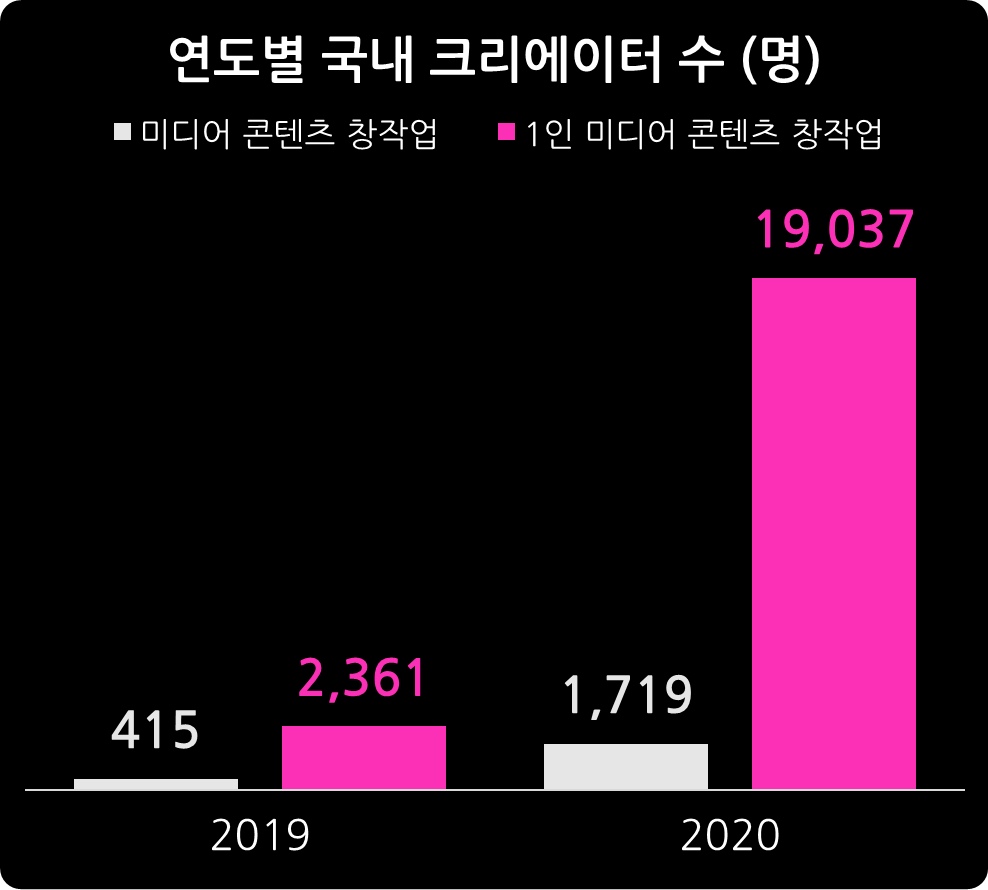 연도별 국내 크리에이터 수 (명)
미디어 콘텐츠 창작업 1인 미디어 콘텐츠 창작업
19,037
2,361
1,719
415
2019 2020